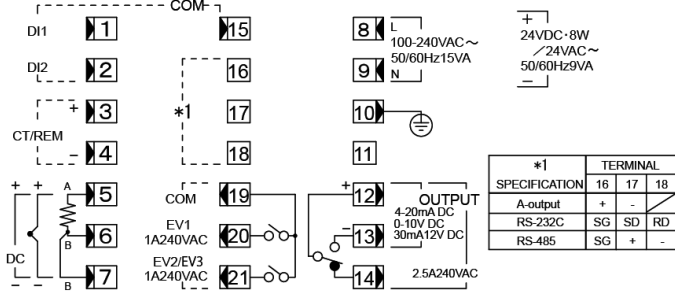 COM
DI1
1
15
8
L
100-240VAC～
50/60Hz15VA
N
9
+
24VDC・8W
／24VAC～
50/60Hz9VA
−
DI2
2
16
+
3
*1
17
10
CT/REM
−
4
18
11
+ +
A
5
COM
19
+
12
OUTPUT
4-20mA DC
0-10V DC
30mA12V DC
B
6
EV1
1A240VAC
20
−
13
DC
− −
B
7
EV2/EV3
1A240VAC
21
14
2.5A240VAC
*1 TERMINAL
SPECIFICATION 16 17 18
A-output + -
RS-232C SG SD RD
RS-485 SG + -